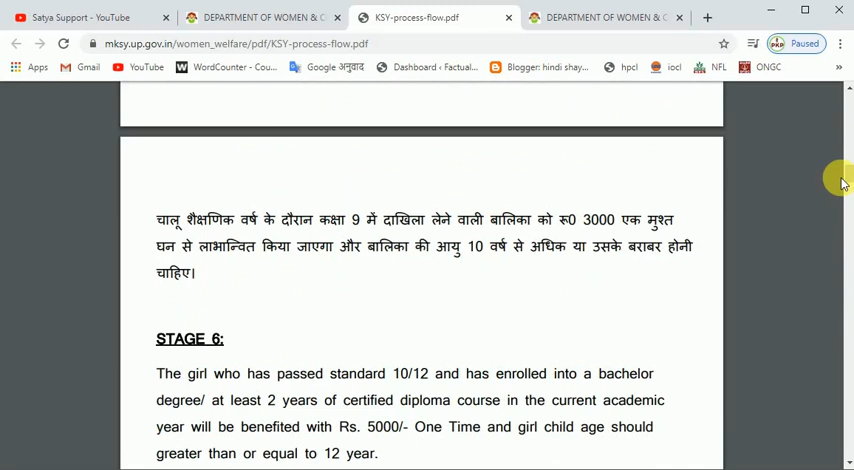 Satya Support - YouTube
DEPARTMENT OF WOMEN & C
KSY-process-flow.pdf
DEPARTMENT OF WOMEN & C
mksy.up.gov.in/women_welfare/pdf/KSY-process-flow.pdf
PKP
Paused
Apps
Gmail
YouTube
W WordCounter - Cou...
Google अनुवाद
Dashboard ‹ Factual...
Blogger: hindi shay...
hpcl
iocl
NFL
ONGC
चालू शैक्षणिक वर्ष के दौरान कक्षा 9 में दाखिला लेने वाली बालिका को रू0 3000 एक मुश्त
घन से लाभान्वित किया जाएगा और बालिका की आयु 10 वर्ष से अधिक या उसके बराबर होनी
चाहिए।
STAGE 6:
The girl who has passed standard 10/12 and has enrolled into a bachelor
degree/ at least 2 years of certified diploma course in the current academic
year will be benefited with Rs. 5000/- One Time and girl child age should
greater than or equal to 12 year.